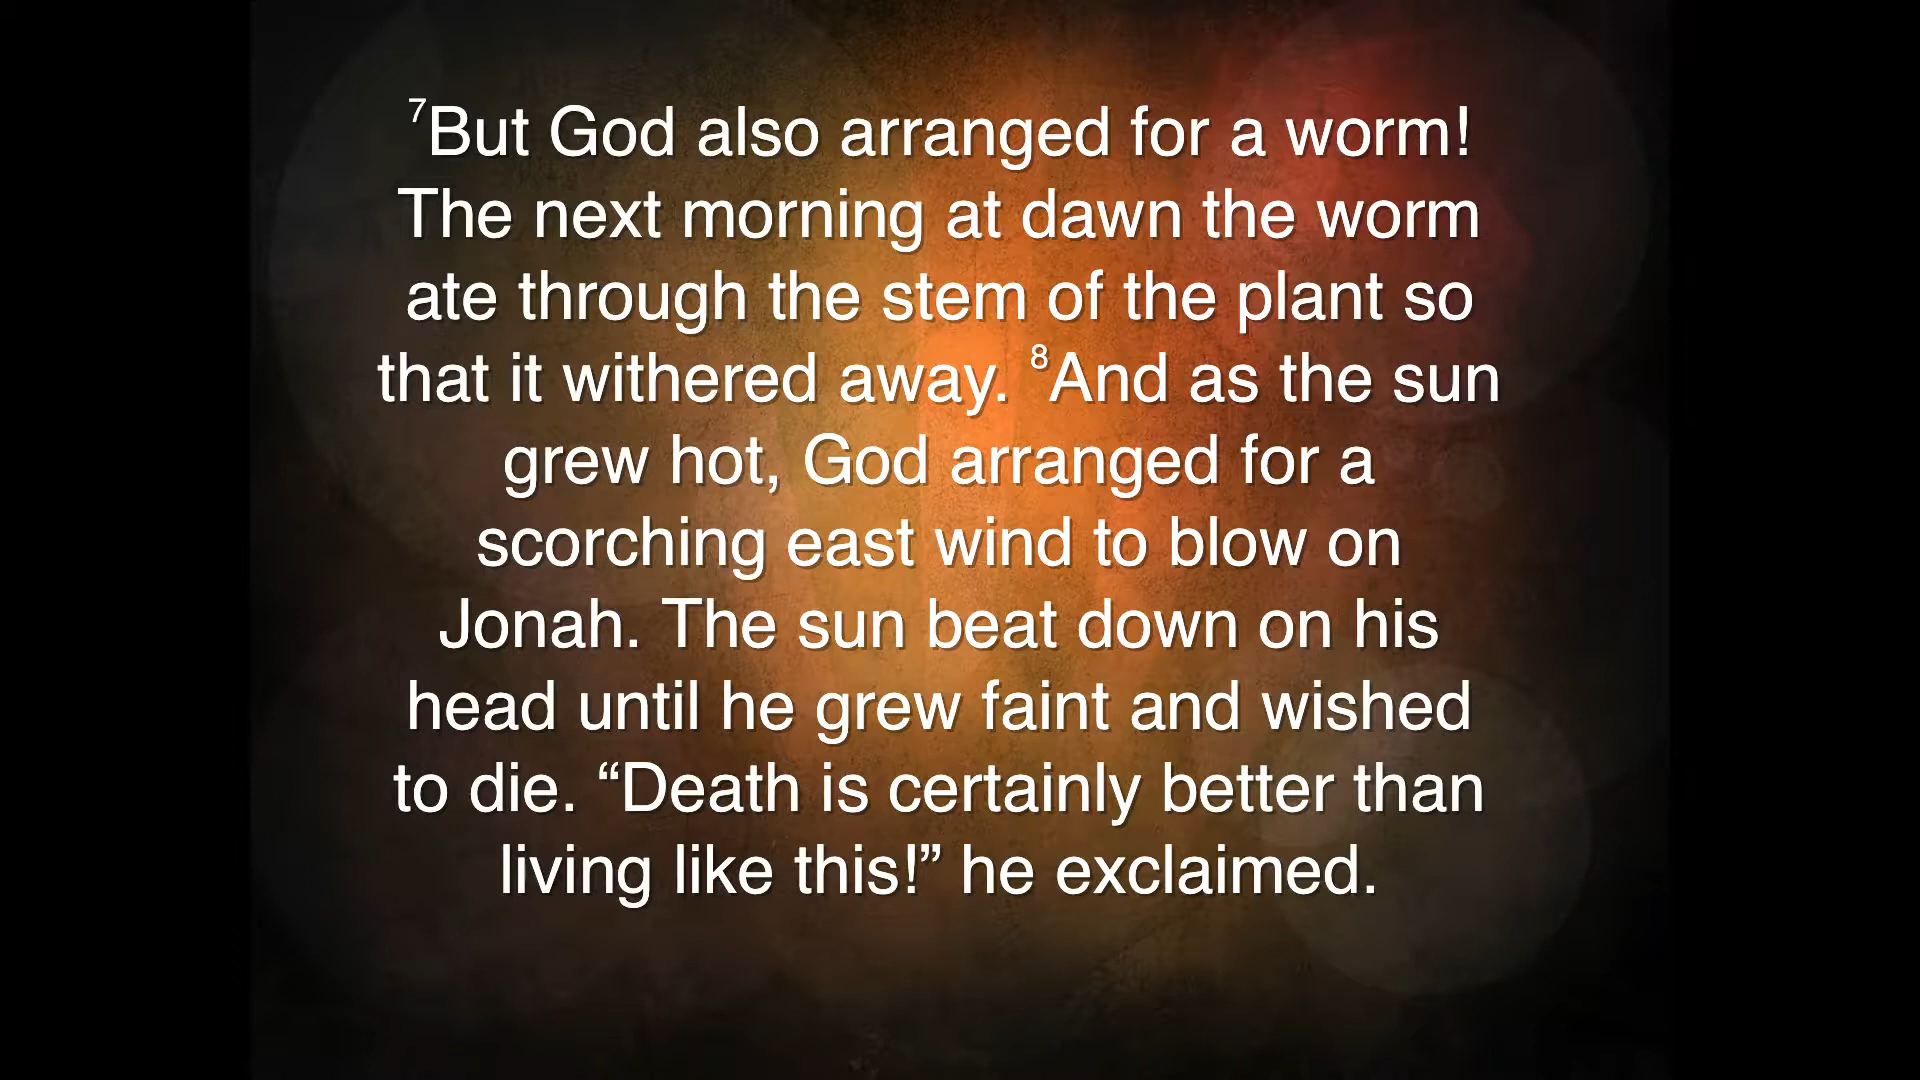 ⁷But God also arranged for a worm!
The next morning at dawn the worm
ate through the stem of the plant so
that it withered away. ⁸And as the sun
grew hot, God arranged for a
scorching east wind to blow on
Jonah. The sun beat down on his
head until he grew faint and wished
to die. “Death is certainly better than
living like this!” he exclaimed.